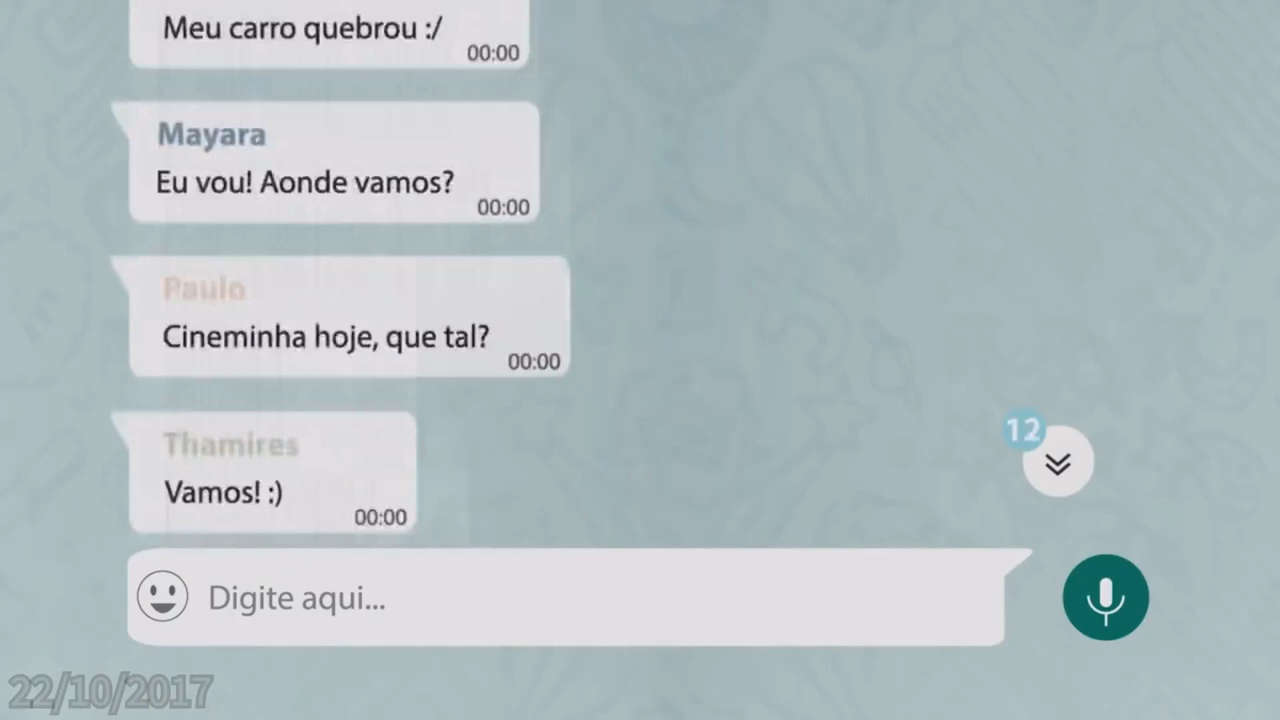 Meu carro quebrou :/
00:00
Mayara
Eu vou! Aonde vamos?
00:00
Paulo
Cineminha hoje, que tal?
00:00
Thamires
Vamos! :)
00:00
12
Digite aqui...
22/10/2017